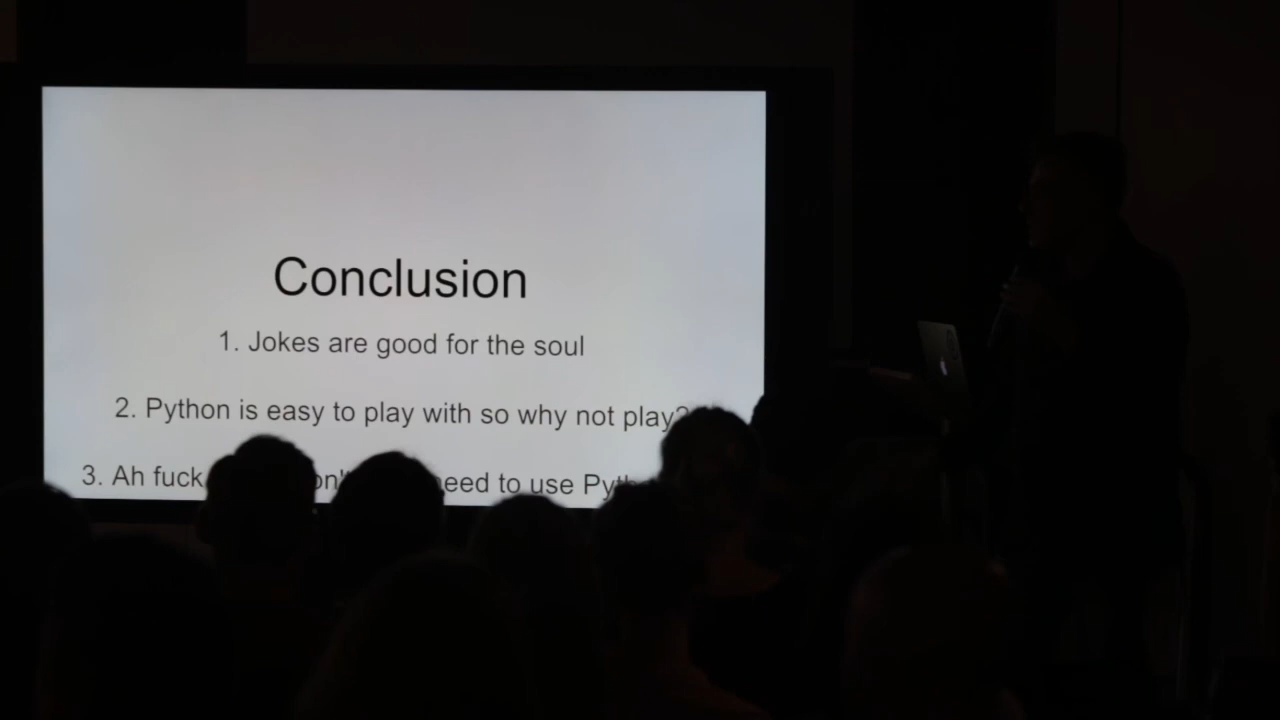 Conclusion
1. Jokes are good for the soul
2. Python is easy to play with so why not play?
3. Ah fuck need to use